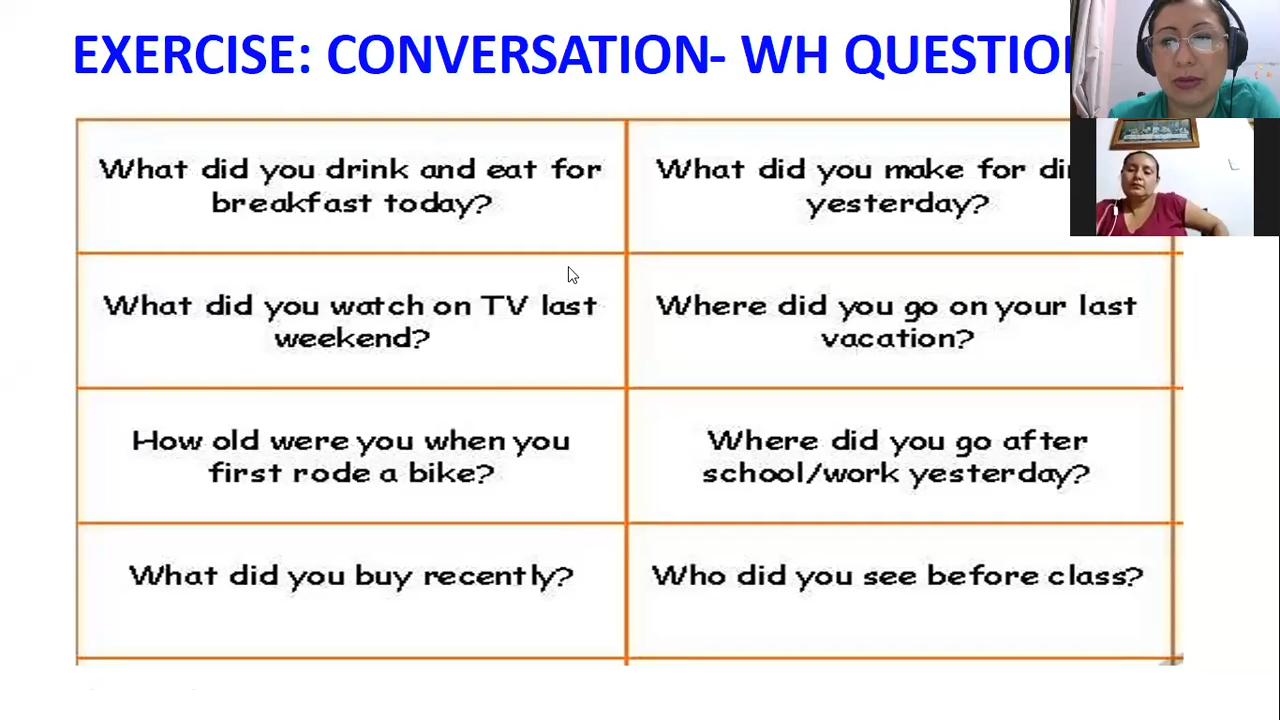 EXERCISE: CONVERSATION- WH
What did you drink and eat for
breakfast today?
What did you make for
yesterday?
What did you watch on TV last
weekend?
Where did you go on your last
vacation?
How old were you when you
first rode a bike?
Where did you go after
school/work yesterday?
What did you buy recently?
Who did you see before class?